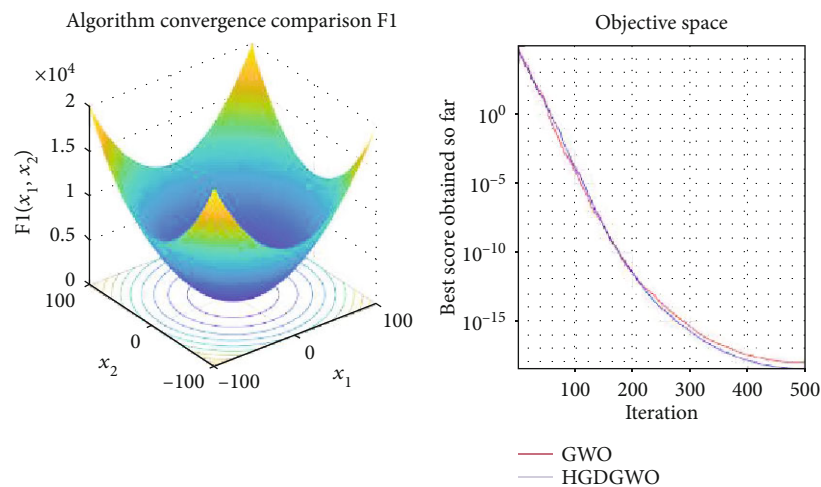 Algorithm convergence comparison F1
×10⁴
2
1.5
1
0.5
0
F1(x₁, x₂)
100
0
–100
x₂
–100
0
100
x₁
Objective space
10⁰
10⁻⁵
10⁻¹⁰
10⁻¹⁵
Best score obtained so far
100 200 300 400 500
Iteration
GWO
HGDGWO